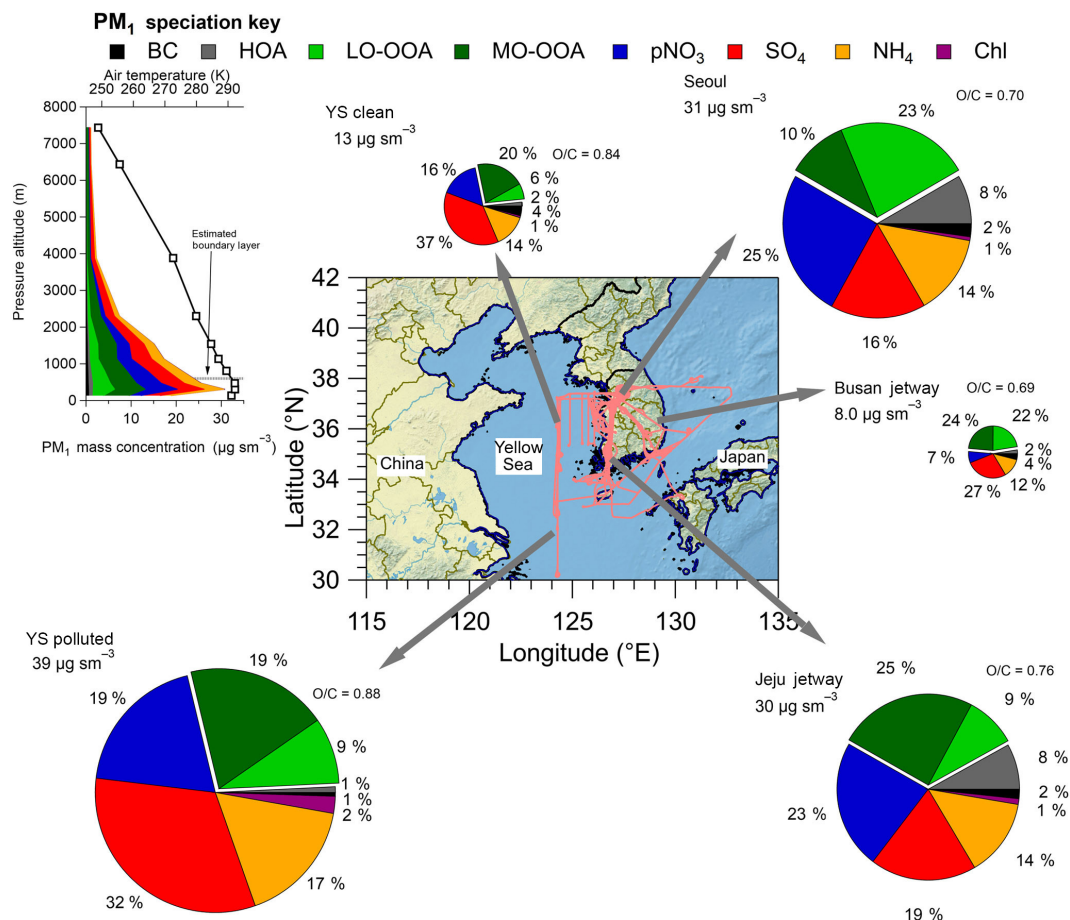 PM₁ speciation key
BC HOA LO-OOA MO-OOA pNO₃ SO₄ NH₄ Chl
Air temperature (K)
250 260 270 280 290
8000
7000
6000
5000
4000
3000
2000
1000
0
Pressure altitude (m)
Estimated
boundary layer
0 10 20 30
PM₁ mass concentration (µg sm⁻³)
YS clean
13 µg sm⁻³
O/C = 0.84
20 %
6 %
2 %
4 %
1 %
14 %
37 %
16 %
Seoul
31 µg sm⁻³
O/C = 0.70
23 %
8 %
2 %
1 %
14 %
16 %
25 %
10 %
Busan jetway
8.0 µg sm⁻³
O/C = 0.69
24 %
22 %
2 %
4 %
12 %
27 %
7 %
42
40
38
36
34
32
30
Latitude (°N)
China
Yellow
Sea
Japan
115 120 125 130 135
Longitude (°E)
YS polluted
39 µg sm⁻³
O/C = 0.88
19 %
9 %
1 %
1 %
2 %
17 %
32 %
19 %
Jeju jetway
30 µg sm⁻³
O/C = 0.76
25 %
9 %
8 %
2 %
1 %
14 %
19 %
23 %